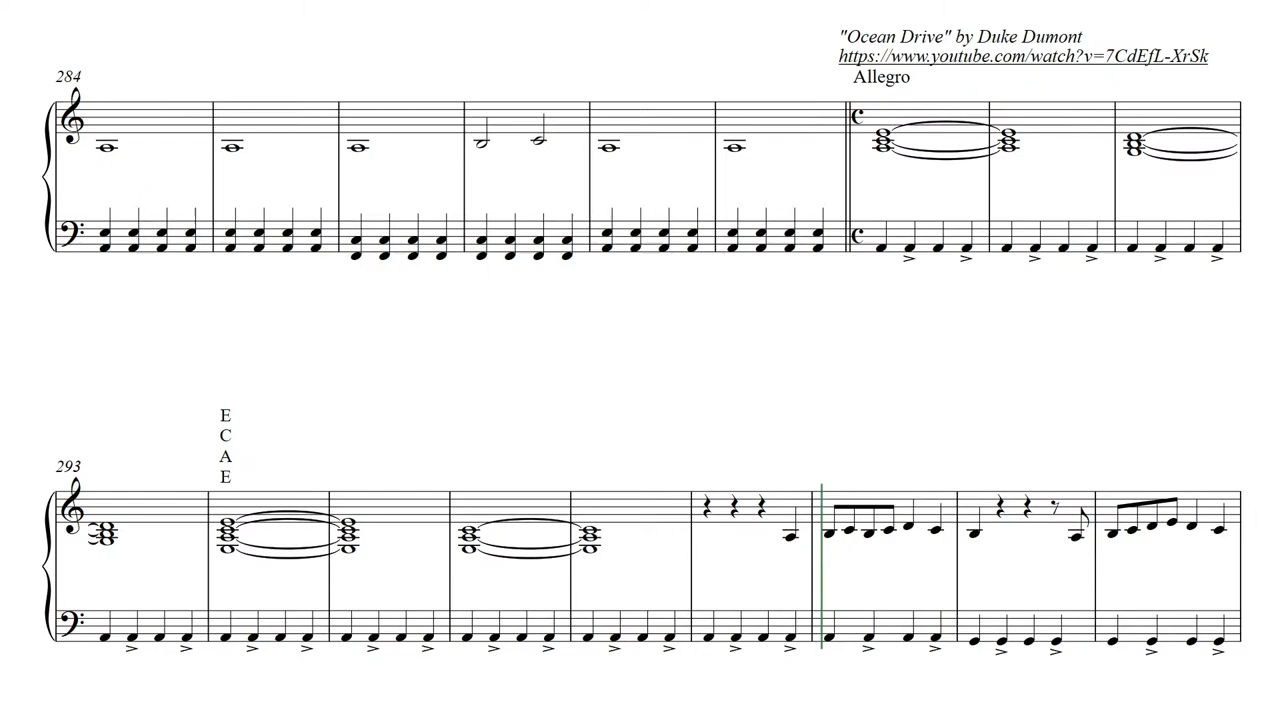 "Ocean Drive" by Duke Dumont
https://www.youtube.com/watch?v=7CdEfL-XrSk
284
Allegro
E
C
A
E
293